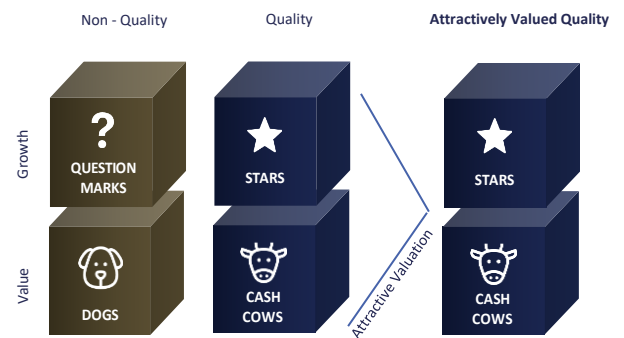 Non - Quality
Quality
Attractively Valued Quality
Growth
?
QUESTION
MARKS
STARS
STARS
Value
DOGS
CASH
COWS
Attractive Valuation
CASH
COWS